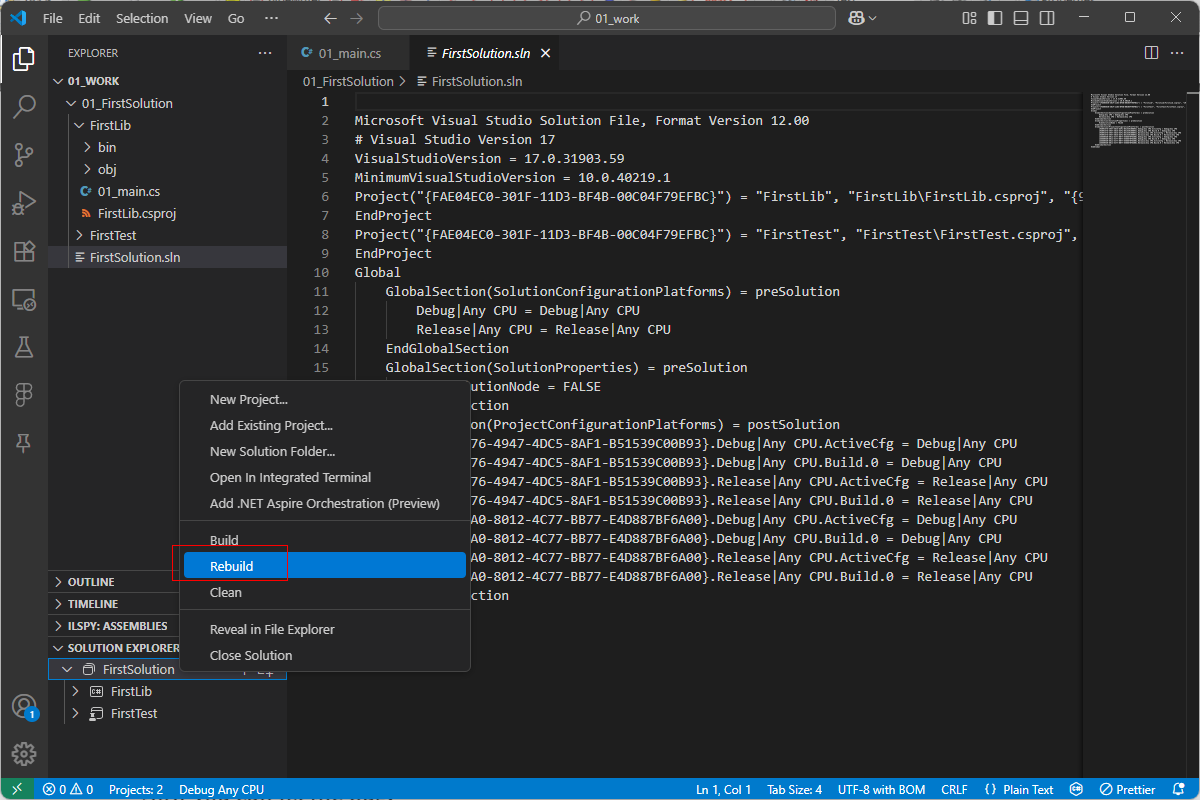 File Edit Selection View Go ··· 01_work
EXPLORER ···
01_WORK
01_FirstSolution
FirstLib
bin
obj
C# 01_main.cs
FirstLib.csproj
FirstTest
FirstSolution.sln
OUTLINE
TIMELINE
ILSPY: ASSEMBLIES
SOLUTION EXPLORER
FirstSolution
C# FirstLib
FirstTest
1
C# 01_main.cs FirstSolution.sln ···
01_FirstSolution > FirstSolution.sln
1
2 Microsoft Visual Studio Solution File, Format Version 12.00
3 # Visual Studio Version 17
4 VisualStudioVersion = 17.0.31903.59
5 MinimumVisualStudioVersion = 10.0.40219.1
6 Project("{FAE04EC0-301F-11D3-BF4B-00C04F79EFBC}") = "FirstLib", "FirstLib\FirstLib.csproj", "{9
7 EndProject
8 Project("{FAE04EC0-301F-11D3-BF4B-00C04F79EFBC}") = "FirstTest", "FirstTest\FirstTest.csproj",
9 EndProject
10 Global
11 GlobalSection(SolutionConfigurationPlatforms) = preSolution
12 Debug|Any CPU = Debug|Any CPU
13 Release|Any CPU = Release|Any CPU
14 EndGlobalSection
15 GlobalSection(SolutionProperties) = preSolution
utionNode = FALSE
ction
on(ProjectConfigurationPlatforms) = postSolution
76-4947-4DC5-8AF1-B51539C00B93}.Debug|Any CPU.ActiveCfg = Debug|Any CPU
76-4947-4DC5-8AF1-B51539C00B93}.Debug|Any CPU.Build.0 = Debug|Any CPU
76-4947-4DC5-8AF1-B51539C00B93}.Release|Any CPU.ActiveCfg = Release|Any CPU
76-4947-4DC5-8AF1-B51539C00B93}.Release|Any CPU.Build.0 = Release|Any CPU
A0-8012-4C77-BB77-E4D887BF6A00}.Debug|Any CPU.ActiveCfg = Debug|Any CPU
A0-8012-4C77-BB77-E4D887BF6A00}.Debug|Any CPU.Build.0 = Debug|Any CPU
A0-8012-4C77-BB77-E4D887BF6A00}.Release|Any CPU.ActiveCfg = Release|Any CPU
A0-8012-4C77-BB77-E4D887BF6A00}.Release|Any CPU.Build.0 = Release|Any CPU
ction
New Project...
Add Existing Project...
New Solution Folder...
Open In Integrated Terminal
Add .NET Aspire Orchestration (Preview)
Build
Rebuild
Clean
Reveal in File Explorer
Close Solution
0 0 Projects: 2 Debug Any CPU Ln 1, Col 1 Tab Size: 4 UTF-8 with BOM CRLF {} Plain Text Prettier